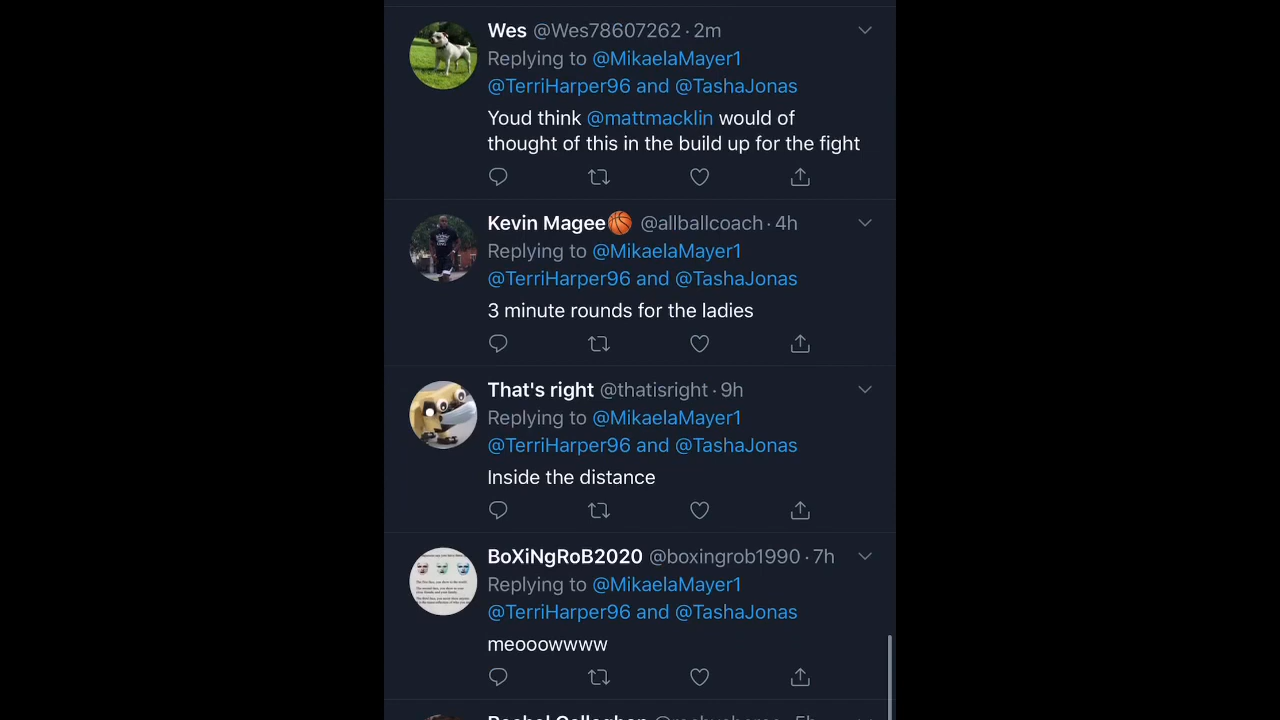 Wes @Wes78607262 · 2m
Replying to @MikaelaMayer1
@TerriHarper96 and @TashaJonas
Youd think @mattmacklin would of
thought of this in the build up for the fight
Kevin Magee🏀 @allballcoach · 4h
Replying to @MikaelaMayer1
@TerriHarper96 and @TashaJonas
3 minute rounds for the ladies
That's right @thatisright · 9h
Replying to @MikaelaMayer1
@TerriHarper96 and @TashaJonas
Inside the distance
BoXiNgRoB2020 @boxingrob1990 · 7h
Replying to @MikaelaMayer1
@TerriHarper96 and @TashaJonas
meooowwww